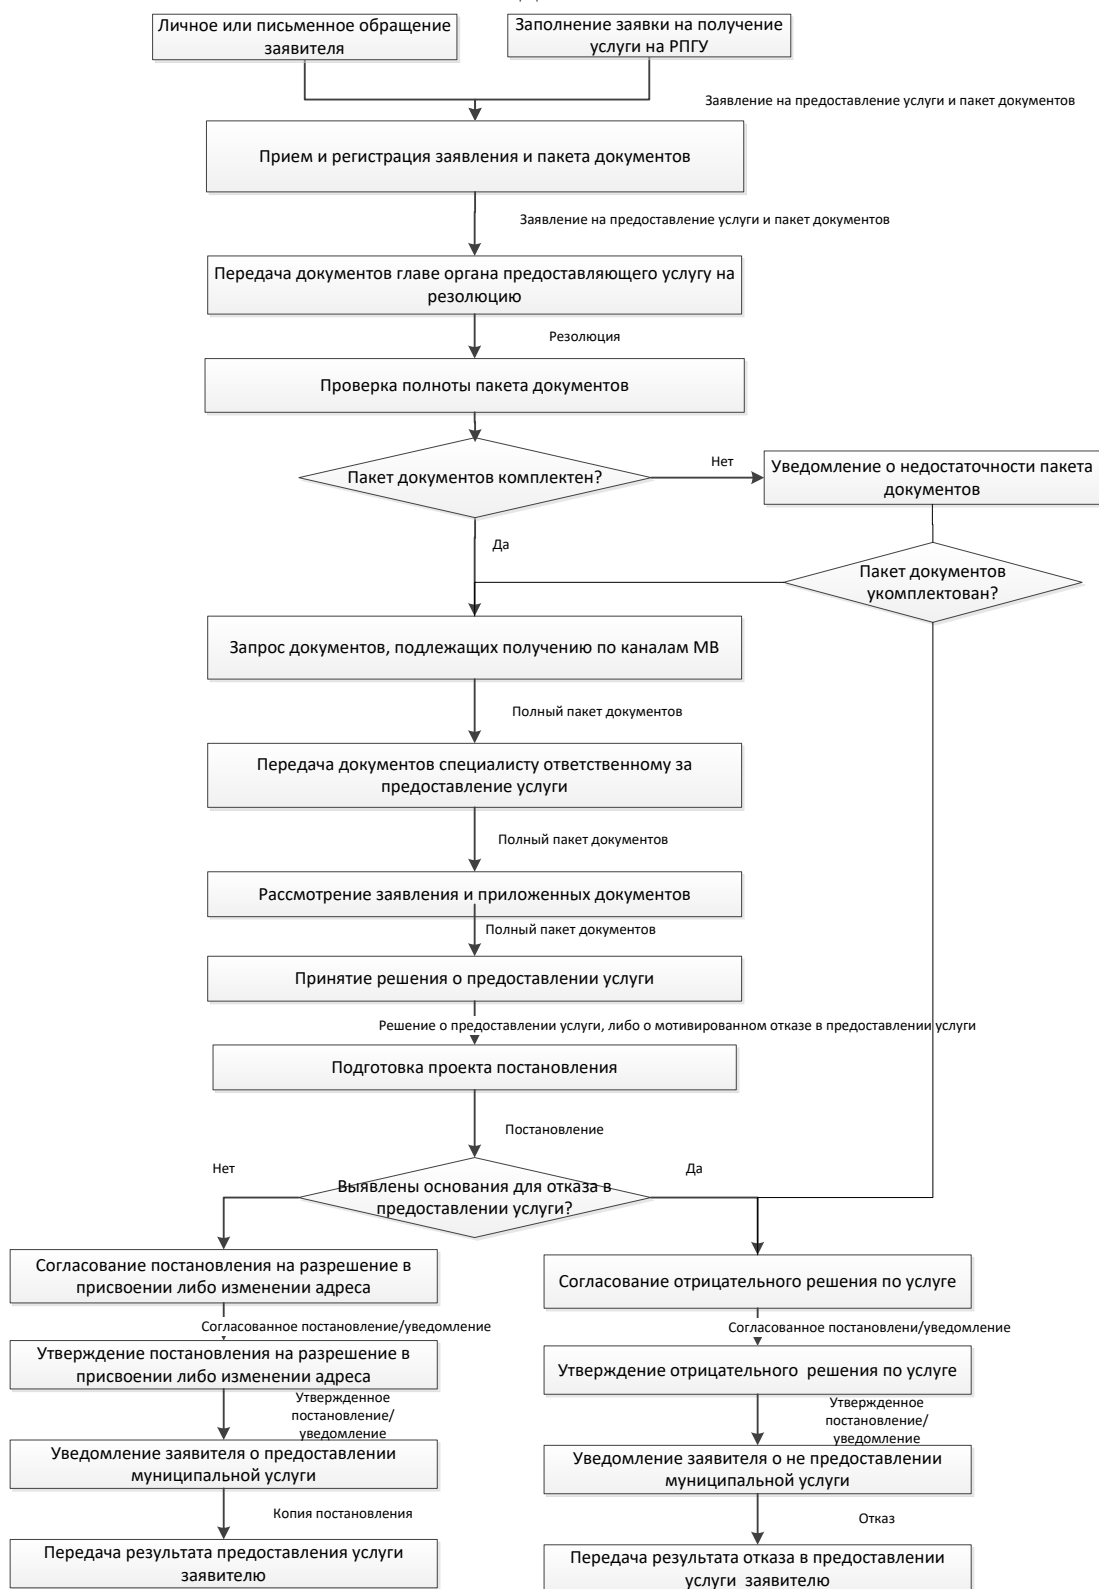 Личное или письменное обращение
заявителя
Заполнение заявки на получение
услуги на РПГУ
Заявление на предоставление услуги и пакет документов
Прием и регистрация заявления и пакета документов
Заявление на предоставление услуги и пакет документов
Передача документов главе органа предоставляющего услугу на
резолюцию
Резолюция
Проверка полноты пакета документов
Пакет документов комплектен?
Нет
Уведомление о недостаточности пакета
документов
Да
Пакет документов
укомплектован?
Запрос документов, подлежащих получению по каналам МВ
Полный пакет документов
Передача документов специалисту ответственному за
предоставление услуги
Полный пакет документов
Рассмотрение заявления и приложенных документов
Полный пакет документов
Принятие решения о предоставлении услуги
Решение о предоставлении услуги, либо о мотивированном отказе в предоставлении услуги
Подготовка проекта постановления
Постановление
Нет
Да
Выявлены основания для отказа в
предоставлении услуги?
Согласование постановления на разрешение в
присвоении либо изменении адреса
Согласование отрицательного решения по услуге
Согласованное постановление/уведомление
Согласованное постановлени/уведомление
Утверждение постановления на разрешение в
присвоении либо изменении адреса
Утверждение отрицательного  решения по услуге
Утвержденное
постановление/
уведомление
Утвержденное
постановление/
уведомление
Уведомление заявителя о предоставлении
муниципальной услуги
Уведомление заявителя о не предоставлении
муниципальной услуги
Копия постановления
Отказ
Передача результата предоставления услуги
заявителю
Передача результата отказа в предоставлении
услуги  заявителю